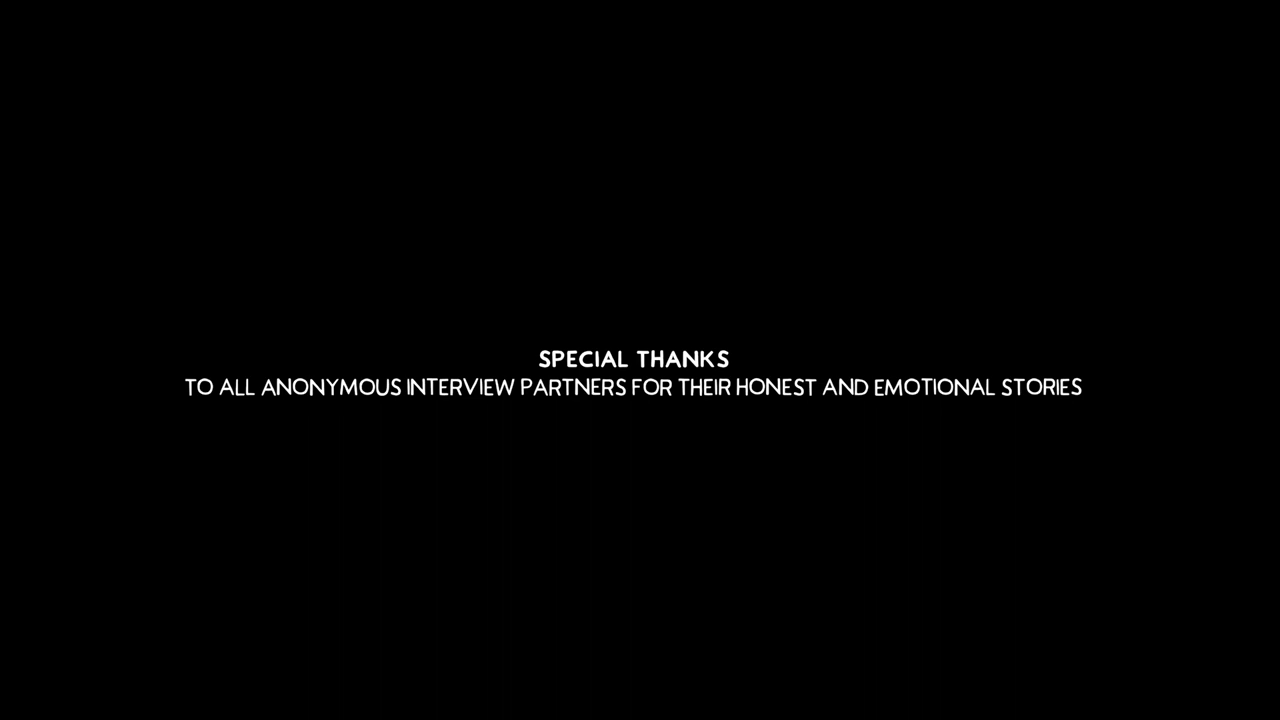 SPECIAL THANKS
TO ALL ANONYMOUS INTERVIEW PARTNERS FOR THEIR HONEST AND EMOTIONAL STORIES